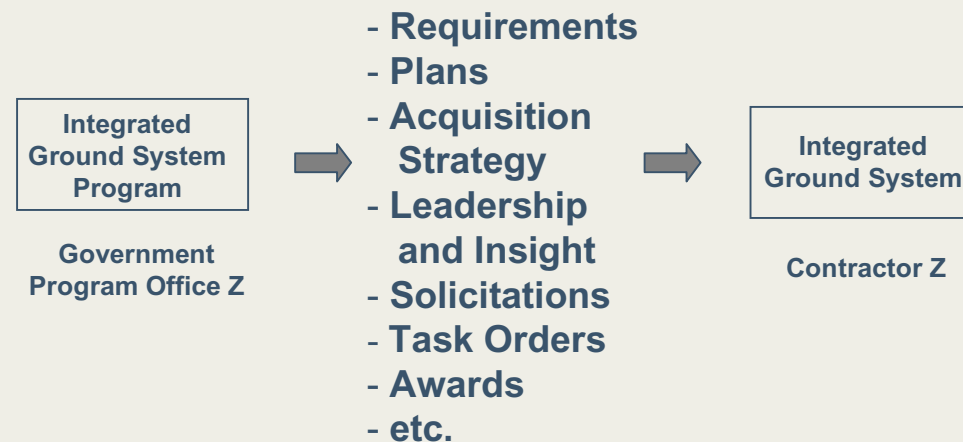 Integrated
Ground System
Program
Government
Program Office Z
- Requirements
- Plans
- Acquisition
Strategy
- Leadership
and Insight
- Solicitations
- Task Orders
- Awards
- etc.
Integrated
Ground System
Contractor Z